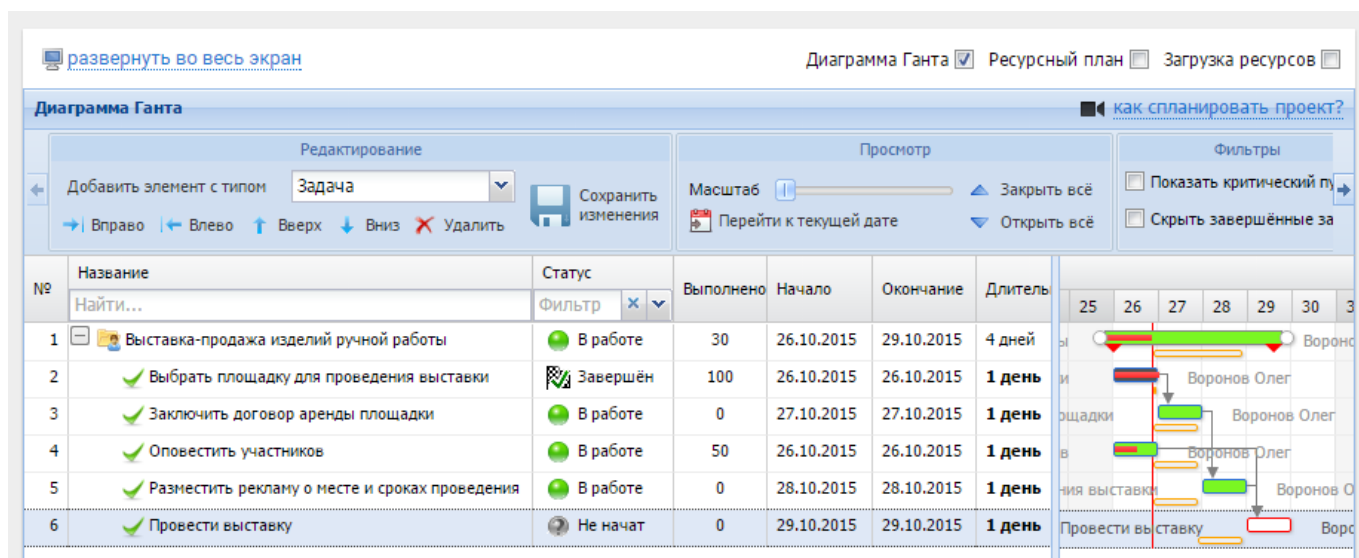 развернуть во весь экран Диаграмма Ганта Ресурсный план Загрузка ресурсов
Диаграмма Ганта как спланировать проект?
Редактирование Просмотр Фильтры
Добавить элемент с типом Задача Сохранить изменения Масштаб Закрыть всё Показать критический пу
Вправо Влево Вверх Вниз Удалить Перейти к текущей дате Открыть всё Скрыть завершённые за
№ Название Статус Выполнено Начало Окончание Длитель
Найти... Фильтр 25 26 27 28 29 30 3
1 Выставка-продажа изделий ручной работы В работе 30 26.10.2015 29.10.2015 4 дней ы Вороно
2 Выбрать площадку для проведения выставки Завершён 100 26.10.2015 26.10.2015 1 день и Воронов Олег
3 Заключить договор аренды площадки В работе 0 27.10.2015 27.10.2015 1 день ощадки Воронов Олег
4 Оповестить участников В работе 50 26.10.2015 26.10.2015 1 день в Воронов Олег
5 Разместить рекламу о месте и сроках проведения В работе 0 28.10.2015 28.10.2015 1 день ния выставки Воронов О
6 Провести выставку Не начат 0 29.10.2015 29.10.2015 1 день Провести выставку Воро